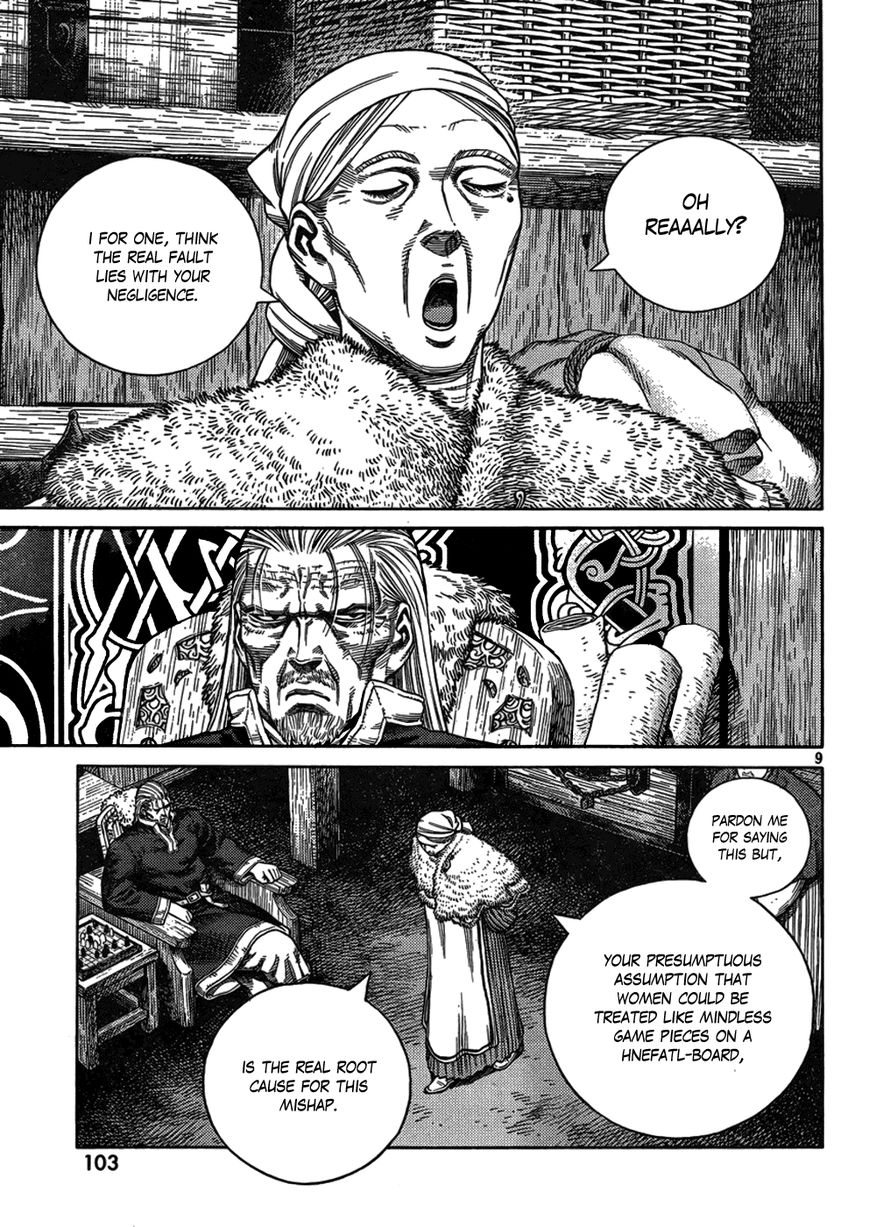 OH
REAAALLY?
I FOR ONE, THINK
THE REAL FAULT
LIES WITH YOUR
NEGLIGENCE.
9
PARDON ME
FOR SAYING
THIS BUT,
YOUR PRESUMPTUOUS
ASSUMPTION THAT
WOMEN COULD BE
TREATED LIKE MINDLESS
GAME PIECES ON A
HNEFATL-BOARD,
IS THE REAL ROOT
CAUSE FOR THIS
MISHAP.
103